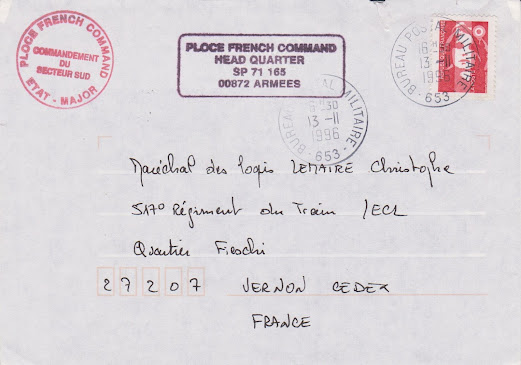 PLOCE FRENCH COMMAND
COMMANDEMENT
DU
SECTEUR SUD
ETAT - MAJOR
PLOCE FRENCH COMMAND
HEAD QUARTER
SP 71 165
00872 ARMEES
BUREAU POSTAL MILITAIRE
13 -11
1996
- 653 -
BUREAU POSTAL MILITAIRE
13 -11
1996
- 653 -
Maréchal des logis LEMAIRE Christophe
517º Régiment du Train /ECL
Quartier Fieschi
27207 VERNON CEDEX
FRANCE